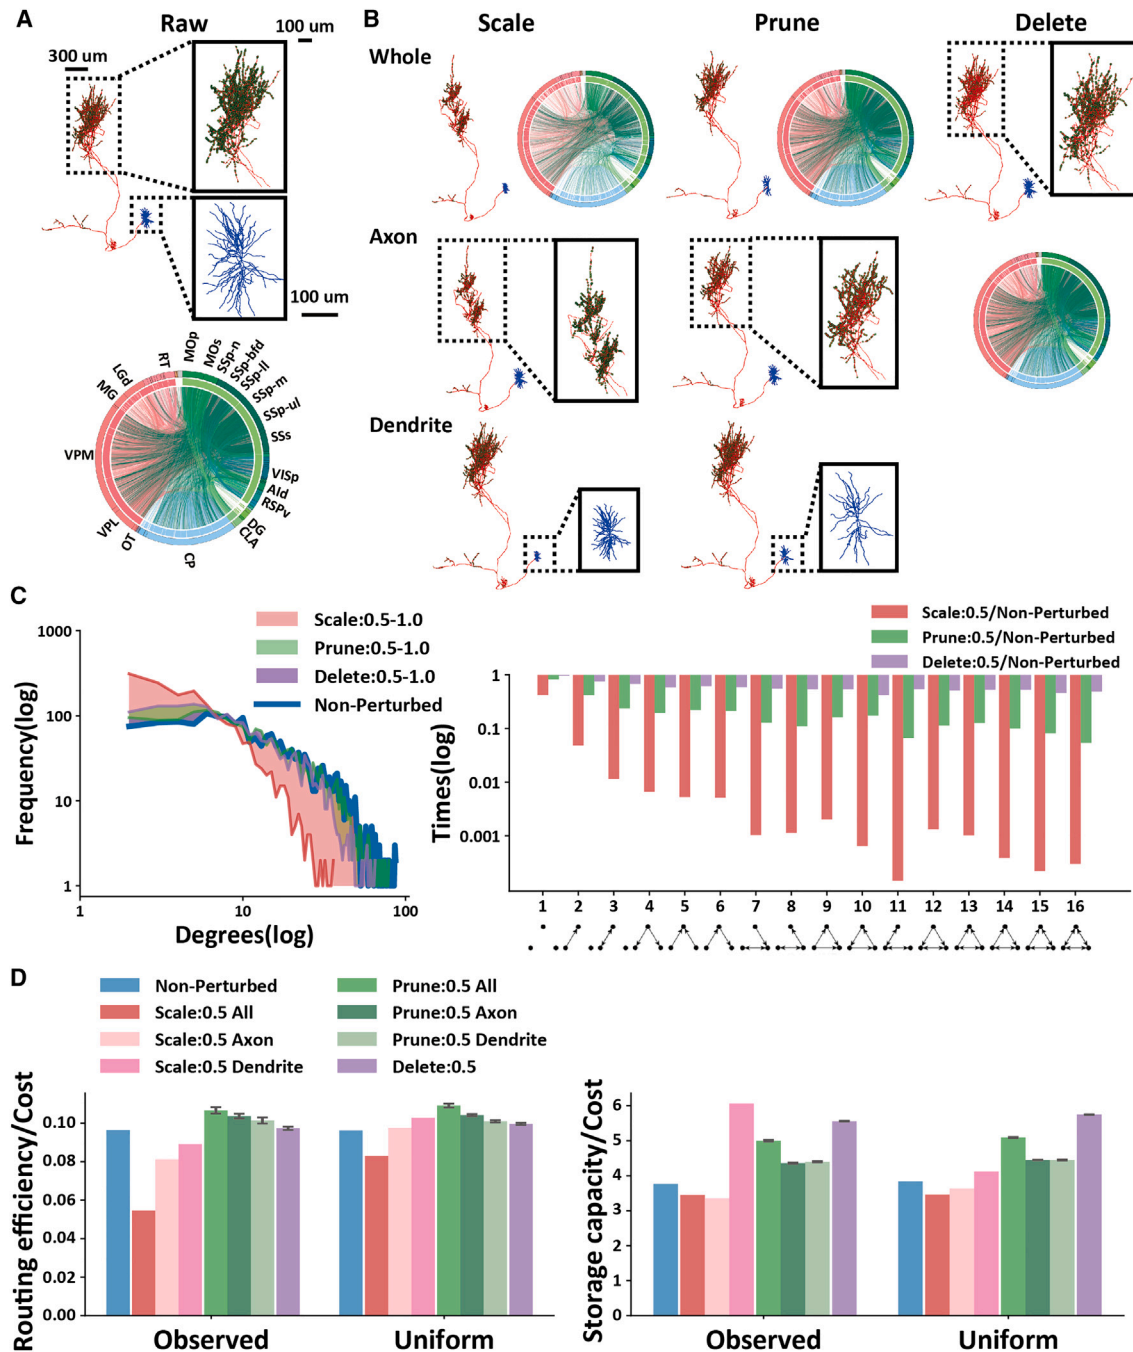 A
Raw
100 um
300 um
100 um
MOp
MOs
SSp-n
SSp-bfd
SSp-ll
SSp-m
SSp-ul
SSs
VISp
AId
RSPv
DG
CLA
CP
OT
VPL
VPM
MG
LGd
RT
B
Scale
Prune
Delete
Whole
Axon
Dendrite
C
Scale:0.5-1.0
Prune:0.5-1.0
Delete:0.5-1.0
Non-Perturbed
Frequency(log)
1000
100
10
1
1
10
100
Degrees(log)
Scale:0.5/Non-Perturbed
Prune:0.5/Non-Perturbed
Delete:0.5/Non-Perturbed
Times(log)
1
0.1
0.01
0.001
1 2 3 4 5 6 7 8 9 10 11 12 13 14 15 16
D
Non-Perturbed
Scale:0.5 All
Scale:0.5 Axon
Scale:0.5 Dendrite
Prune:0.5 All
Prune:0.5 Axon
Prune:0.5 Dendrite
Delete:0.5
Routing efficiency/Cost
0.10
0.08
0.06
0.04
0.02
0.00
Observed
Uniform
Storage capacity/Cost
6
5
4
3
2
1
0
Observed
Uniform